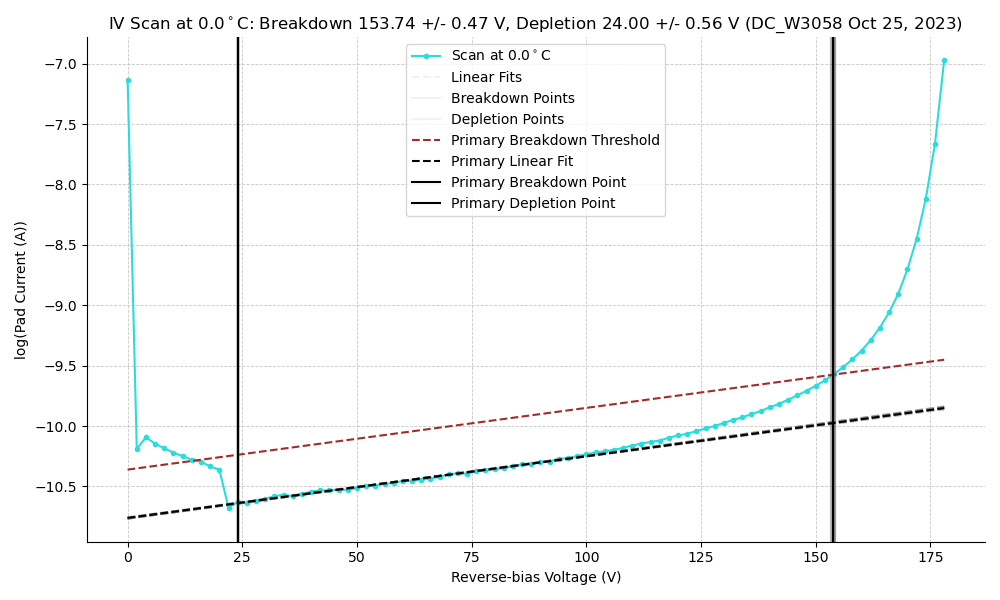 IV Scan at 0.0°C: Breakdown 153.74 +/- 0.47 V, Depletion 24.00 +/- 0.56 V (DC_W3058 Oct 25, 2023)
Scan at 0.0°C
Linear Fits
Breakdown Points
Depletion Points
Primary Breakdown Threshold
Primary Linear Fit
Primary Breakdown Point
Primary Depletion Point
log(Pad Current (A))
−7.0
−7.5
−8.0
−8.5
−9.0
−9.5
−10.0
−10.5
0 25 50 75 100 125 150 175
Reverse-bias Voltage (V)